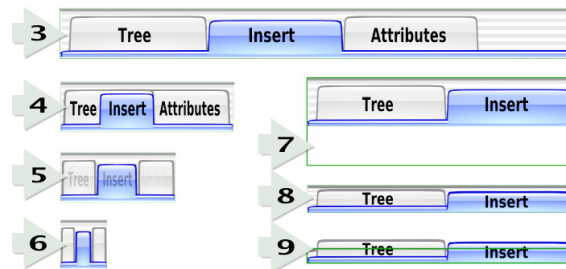 3 Tree Insert Attributes
4 Tree Insert Attributes
7 Tree Insert
5 Tree Insert
8 Tree Insert
6
9 Tree Insert